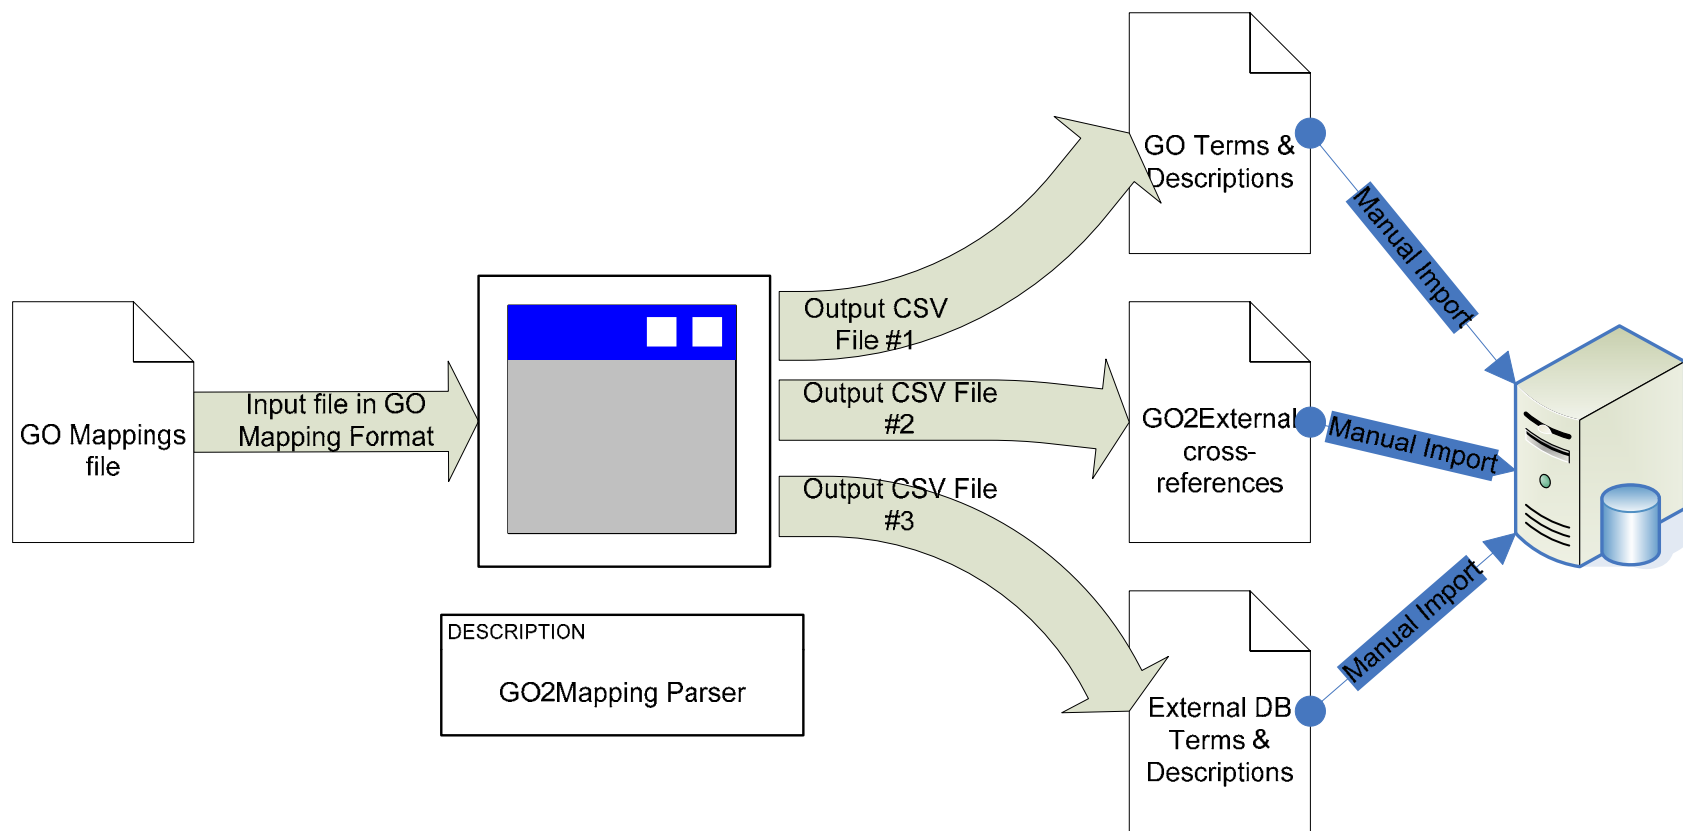 GO Mappings
file
Input file in GO
Mapping Format
DESCRIPTION
GO2Mapping Parser
Output CSV
File #1
Output CSV File
#2
Output CSV File
#3
GO Terms &
Descriptions
GO2External
cross-
references
External DB
Terms &
Descriptions
Manual Import
Manual Import
Manual Import